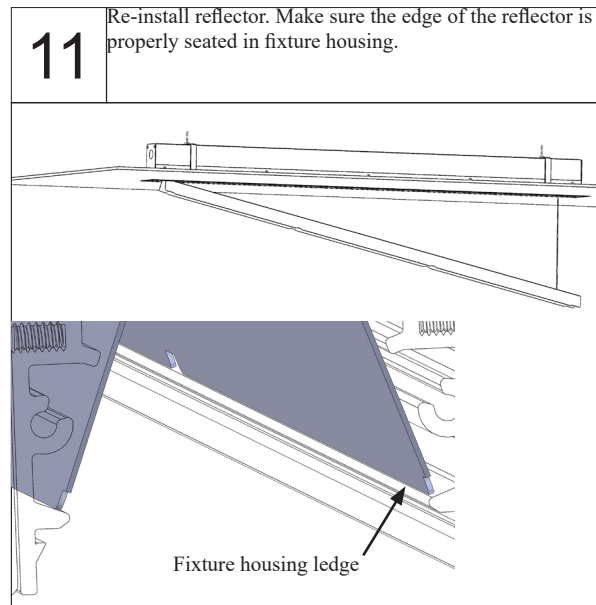 11
Re-install reflector. Make sure the edge of the reflector is
properly seated in fixture housing.
Fixture housing ledge